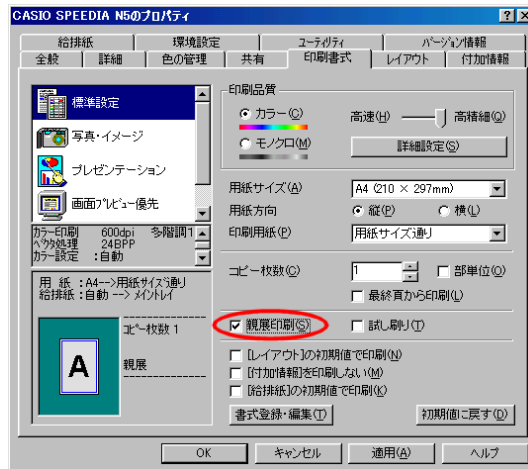 CASIO SPEEDIA N5のプロパティ
給排紙 環境設定 ユーティリティ バージョン情報
全般 詳細 色の管理 共有 印刷書式 レイアウト 付加情報
標準設定
写真・イメージ
プレゼンテーション
画面プレビュー優先
カラー印刷 600dpi 多階調1
ベクタ処理 24BPP
カラー設定 :自動
用 紙 :A4-->用紙サイズ通り
給排紙:自動 --> メイントレイ
コピー枚数 1
親展
A
印刷品質
カラー(C)
モノクロ(M)
高速(H) 高精細(Q)
詳細設定(S)
用紙サイズ(A) A4 (210 × 297mm)
用紙方向 縦(P) 横(L)
印刷用紙(P) 用紙サイズ通り
コピー枚数(C) 1 部単位(O)
最終頁から印刷(L)
親展印刷(S) 試し刷り(T)
[レイアウト]の初期値で印刷(N)
[付加情報]を印刷しない(M)
[給排紙]の初期値で印刷(K)
書式登録・編集(T) 初期値に戻す(D)
OK キャンセル 適用(A) ヘルプ